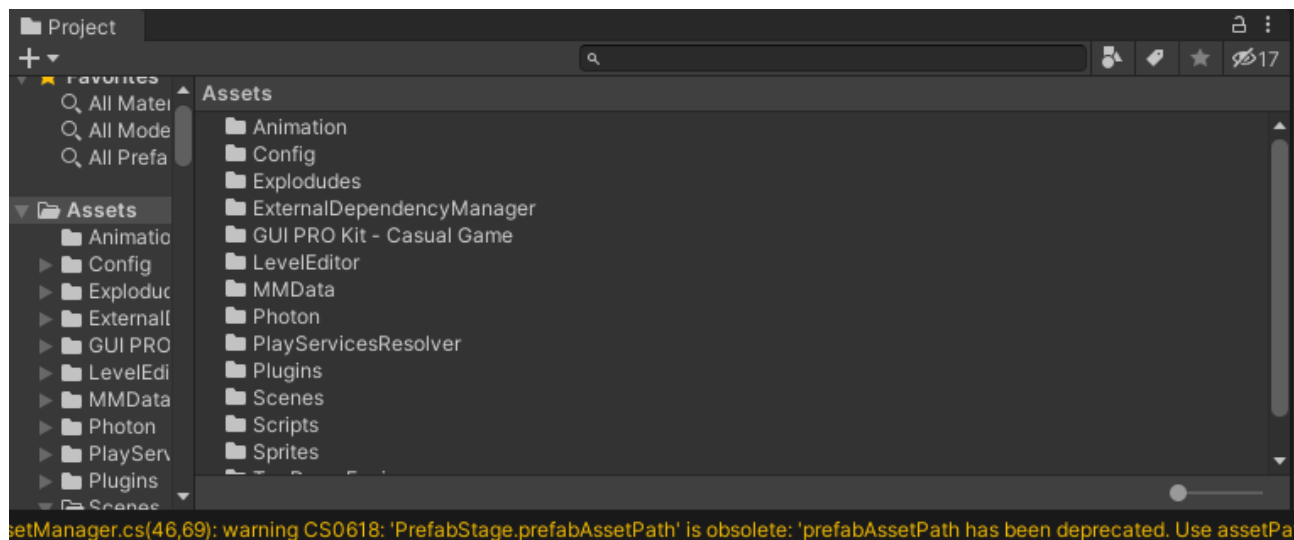 Project
17
Favorites
All Mater
All Mode
All Prefa
Assets
Animatio
Config
Explodud
External
GUI PRO
LevelEdi
MMData
Photon
PlayServ
Plugins
Scenes
Assets
Animation
Config
Explodudes
ExternalDependencyManager
GUI PRO Kit - Casual Game
LevelEditor
MMData
Photon
PlayServicesResolver
Plugins
Scenes
Scripts
Sprites
setManager.cs(46,69): warning CS0618: 'PrefabStage.prefabAssetPath' is obsolete: 'prefabAssetPath has been deprecated. Use assetPa